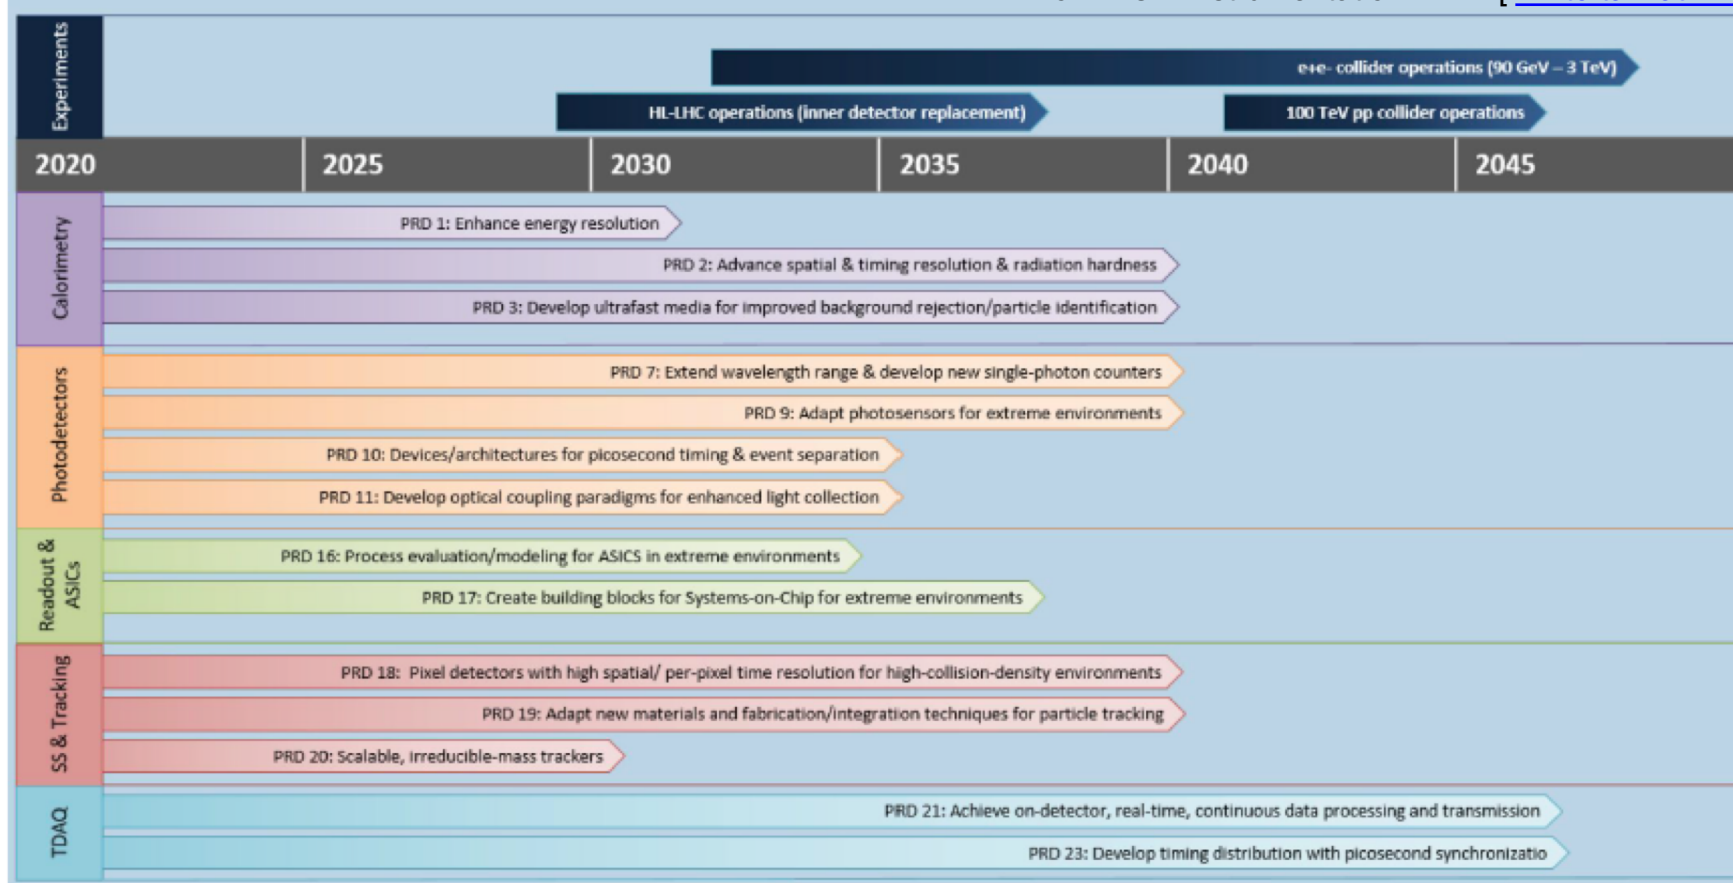 Experiments
e+e- collider operations (90 GeV – 3 TeV)
HL-LHC operations (inner detector replacement)
100 TeV pp collider operations
2020
2025
2030
2035
2040
2045
Calorimetry
PRD 1: Enhance energy resolution
PRD 2: Advance spatial & timing resolution & radiation hardness
PRD 3: Develop ultrafast media for improved background rejection/particle identification
Photodetectors
PRD 7: Extend wavelength range & develop new single-photon counters
PRD 9: Adapt photosensors for extreme environments
PRD 10: Devices/architectures for picosecond timing & event separation
PRD 11: Develop optical coupling paradigms for enhanced light collection
Readout &
ASICs
PRD 16: Process evaluation/modeling for ASICS in extreme environments
PRD 17: Create building blocks for Systems-on-Chip for extreme environments
SS & Tracking
PRD 18: Pixel detectors with high spatial/ per-pixel time resolution for high-collision-density environments
PRD 19: Adapt new materials and fabrication/integration techniques for particle tracking
PRD 20: Scalable, irreducible-mass trackers
TDAQ
PRD 21: Achieve on-detector, real-time, continuous data processing and transmission
PRD 23: Develop timing distribution with picosecond synchronizatio